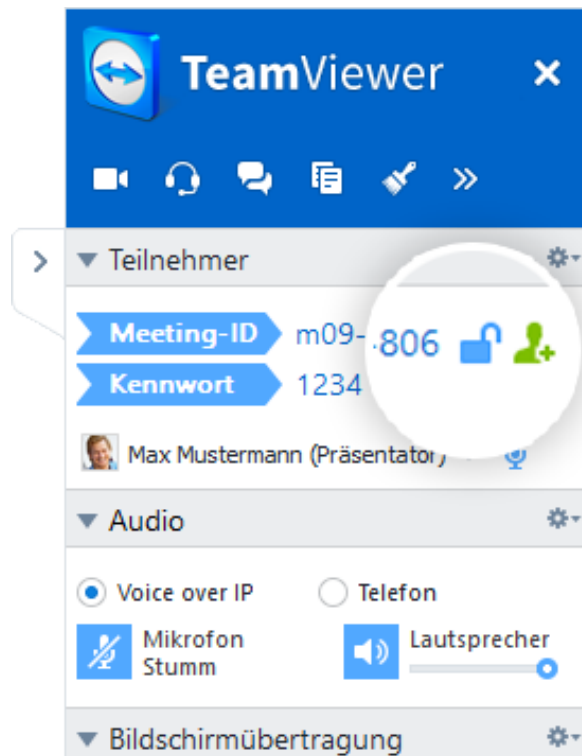 TeamViewer
Teilnehmer
Meeting-ID m09- 806
Kennwort 1234
Max Mustermann (Präsentator)
Audio
Voice over IP Telefon
Mikrofon Stumm Lautsprecher
Bildschirmübertragung